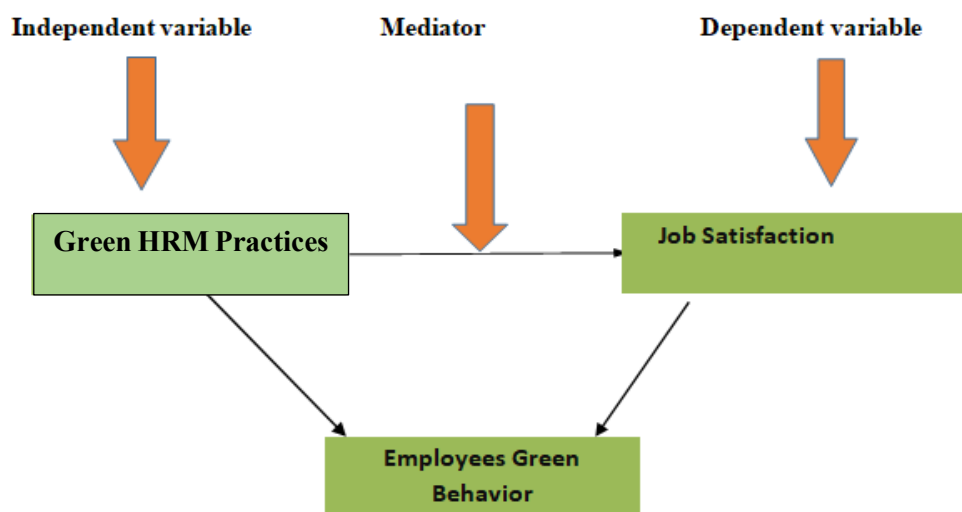 Independent variable
Mediator
Dependent variable
Green HRM Practices
Job Satisfaction
Employees Green
Behavior